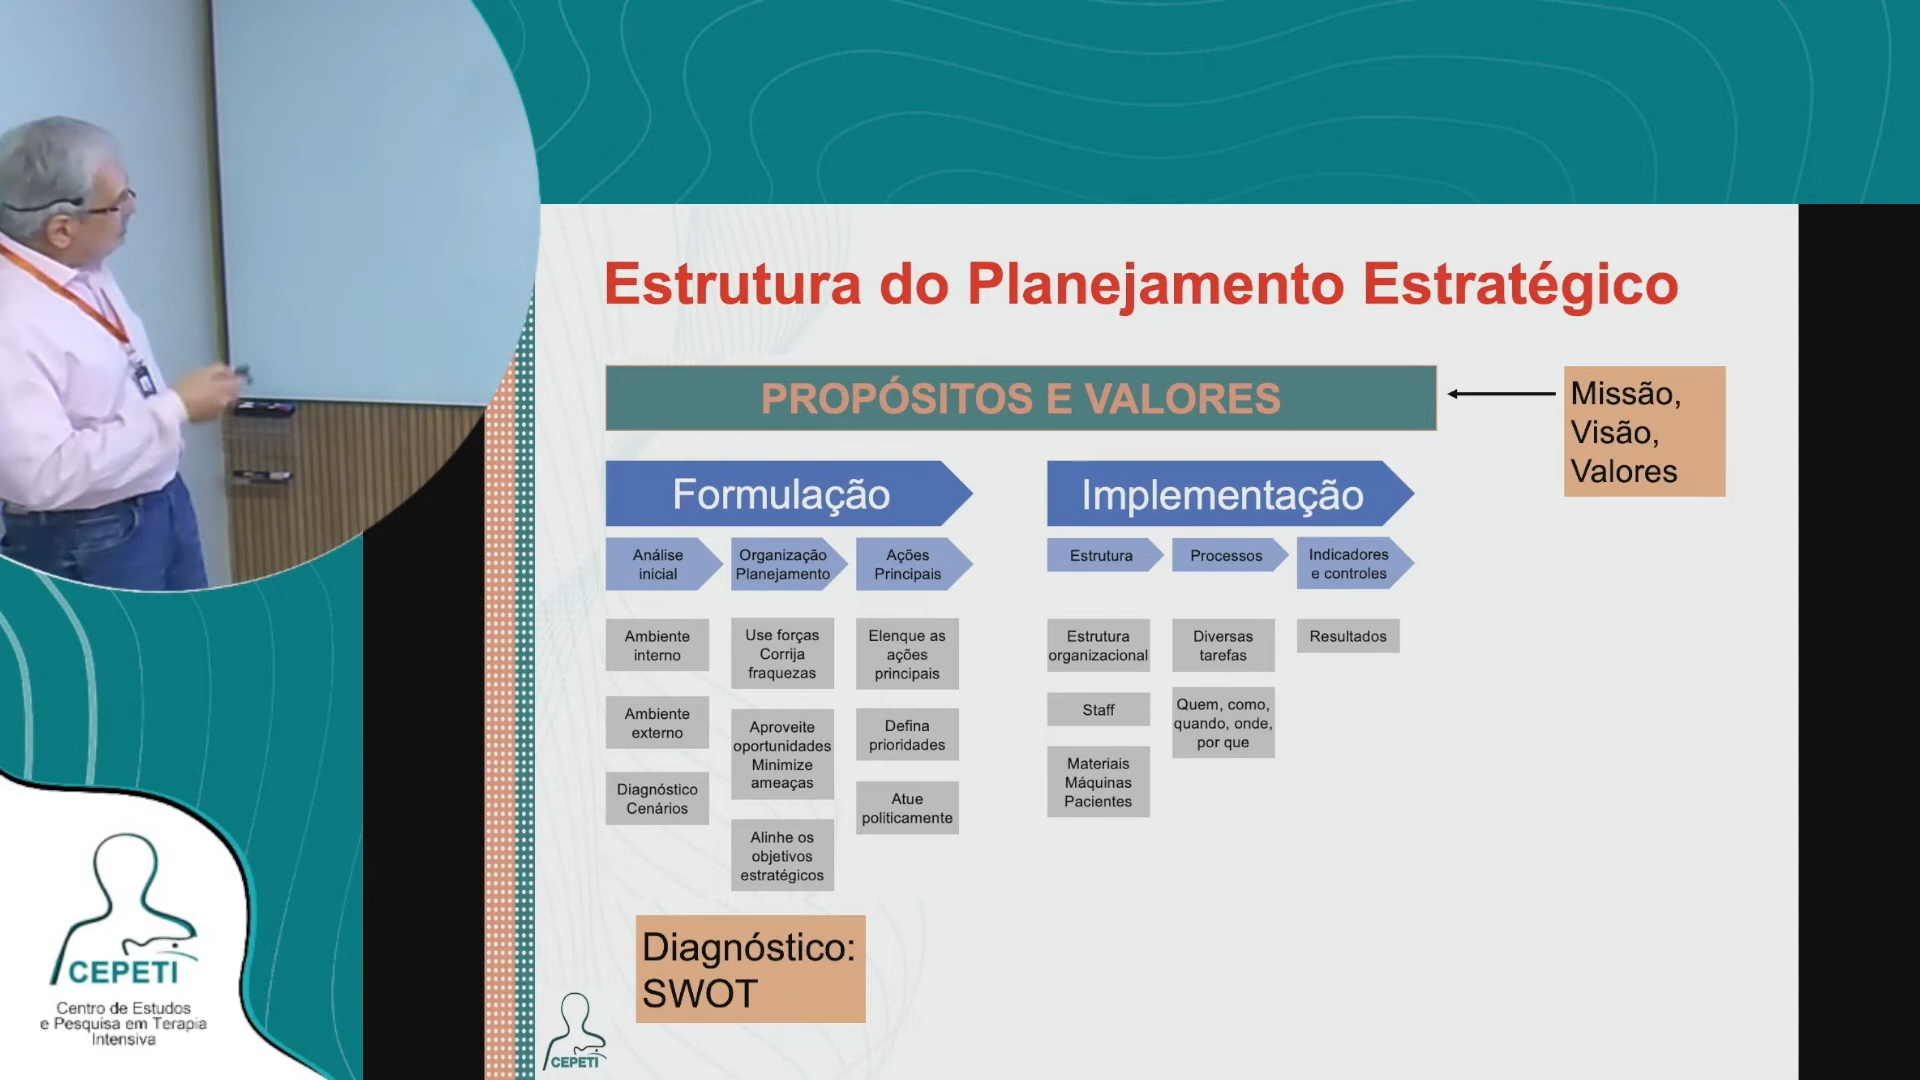 Estrutura do Planejamento Estratégico
PROPÓSITOS E VALORES
Missão,
Visão,
Valores
Formulação
Implementação
Análise
inicial
Organização
Planejamento
Ações
Principais
Estrutura
Processos
Indicadores
e controles
Ambiente
interno
Ambiente
externo
Diagnóstico
Cenários
Use forças
Corrija
fraquezas
Aproveite
oportunidades
Minimize
ameaças
Alinhe os
objetivos
estratégicos
Elenque as
ações
principais
Defina
prioridades
Atue
politicamente
Estrutura
organizacional
Staff
Materiais
Máquinas
Pacientes
Diversas
tarefas
Quem, como,
quando, onde,
por que
Resultados
Diagnóstico:
SWOT
CEPETI
CEPETI
Centro de Estudos
e Pesquisa em Terapia
Intensiva